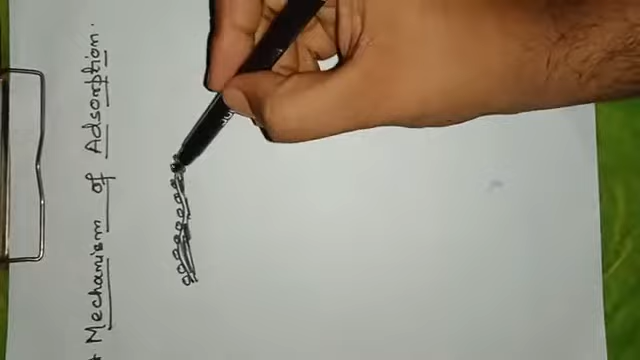 + Mechanism of Adsorption.